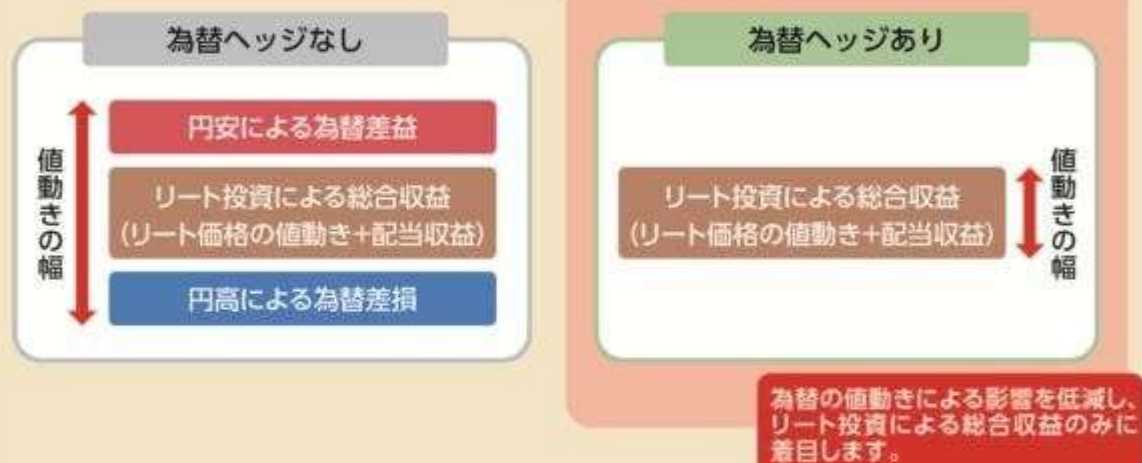 為替ヘッジなし
値動きの幅
円安による為替差益
リート投資による総合収益
(リート価格の値動き+配当収益)
円高による為替差損
為替ヘッジあり
リート投資による総合収益
(リート価格の値動き+配当収益)
値動きの幅
為替の値動きによる影響を低減し、
リート投資による総合収益のみに
着目します。